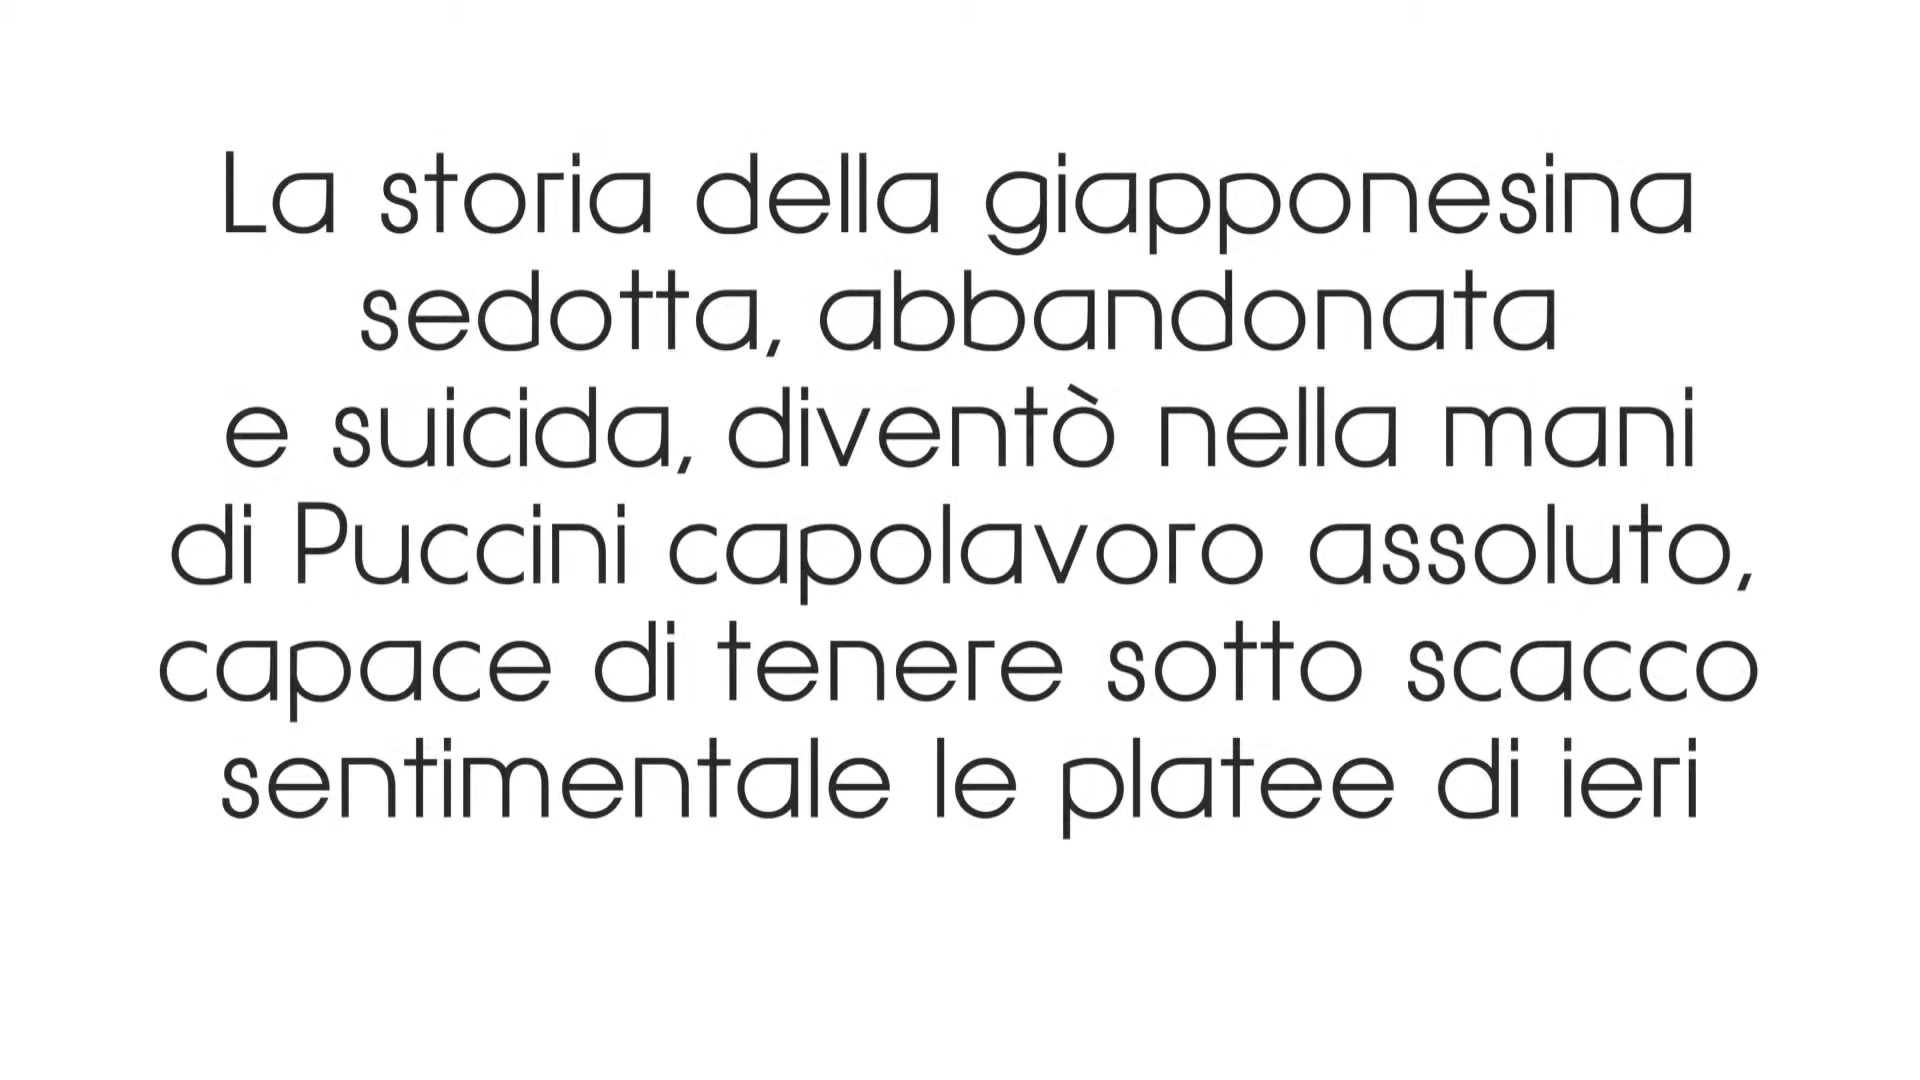 La storia della giapponesina
sedotta, abbandonata
e suicida, diventò nella mani
di Puccini capolavoro assoluto,
capace di tenere sotto scacco
sentimentale le platee di ieri